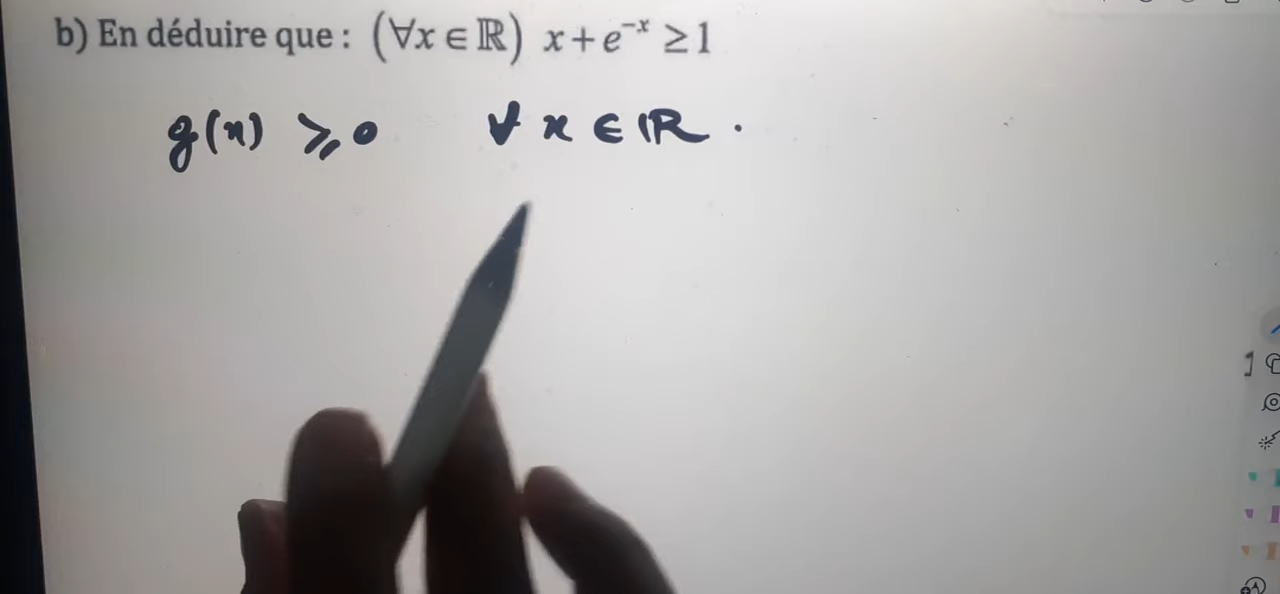 b) En déduire que : (∀x ∈ ℝ) x + e⁻ˣ ≥ 1
g(x) ≥ 0 ∀ x ∈ ℝ .